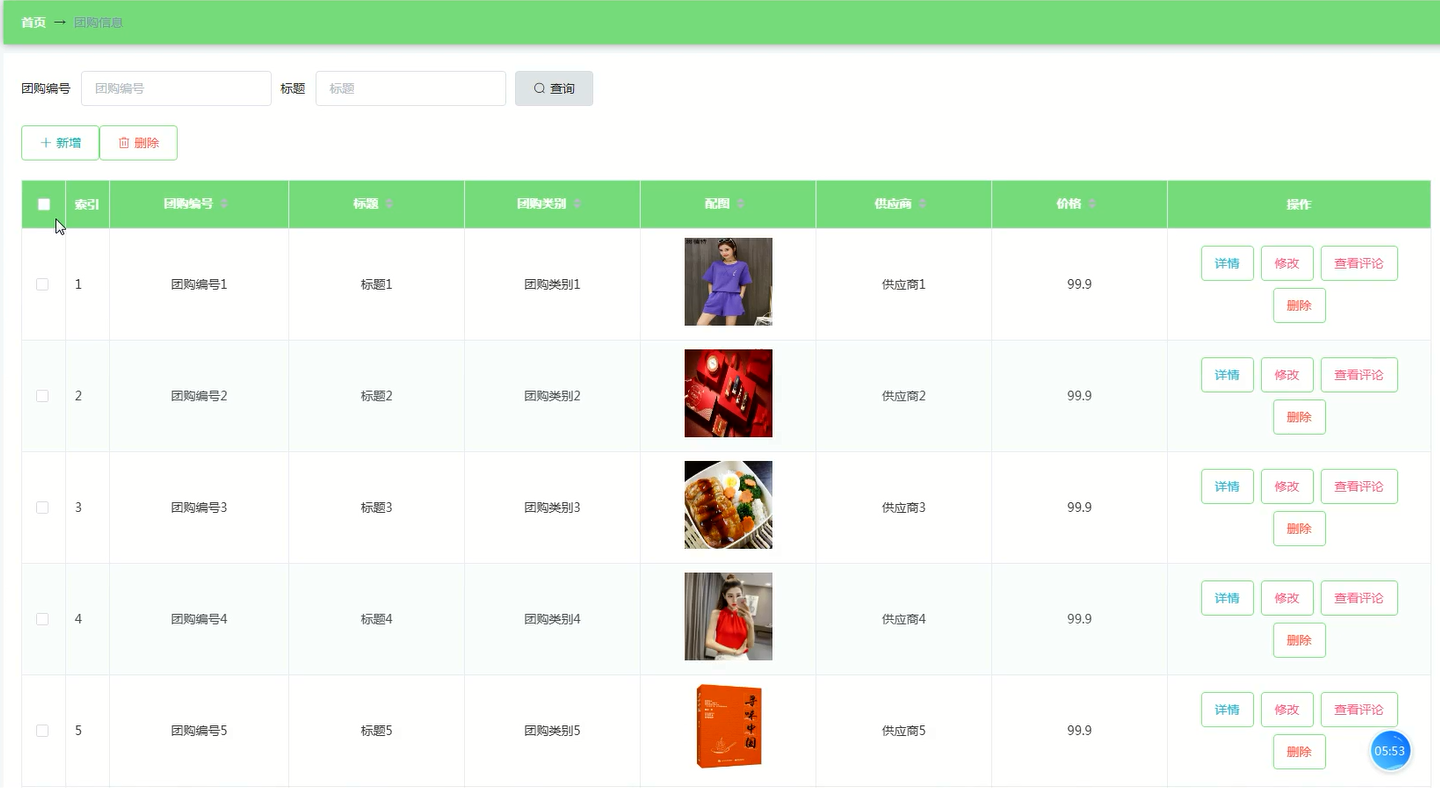 首页 → 团购信息
团购编号 团购编号 标题 标题 查询
新增 删除
索引 团购编号 标题 团购类别 配图 供应商 价格 操作
1 团购编号1 标题1 团购类别1 供应商1 99.9 详情 修改 查看评论
删除
2 团购编号2 标题2 团购类别2 供应商2 99.9 详情 修改 查看评论
删除
3 团购编号3 标题3 团购类别3 供应商3 99.9 详情 修改 查看评论
删除
4 团购编号4 标题4 团购类别4 供应商4 99.9 详情 修改 查看评论
删除
5 团购编号5 标题5 团购类别5 寻味中国 供应商5 99.9 详情 修改 查看评论
删除
05:53